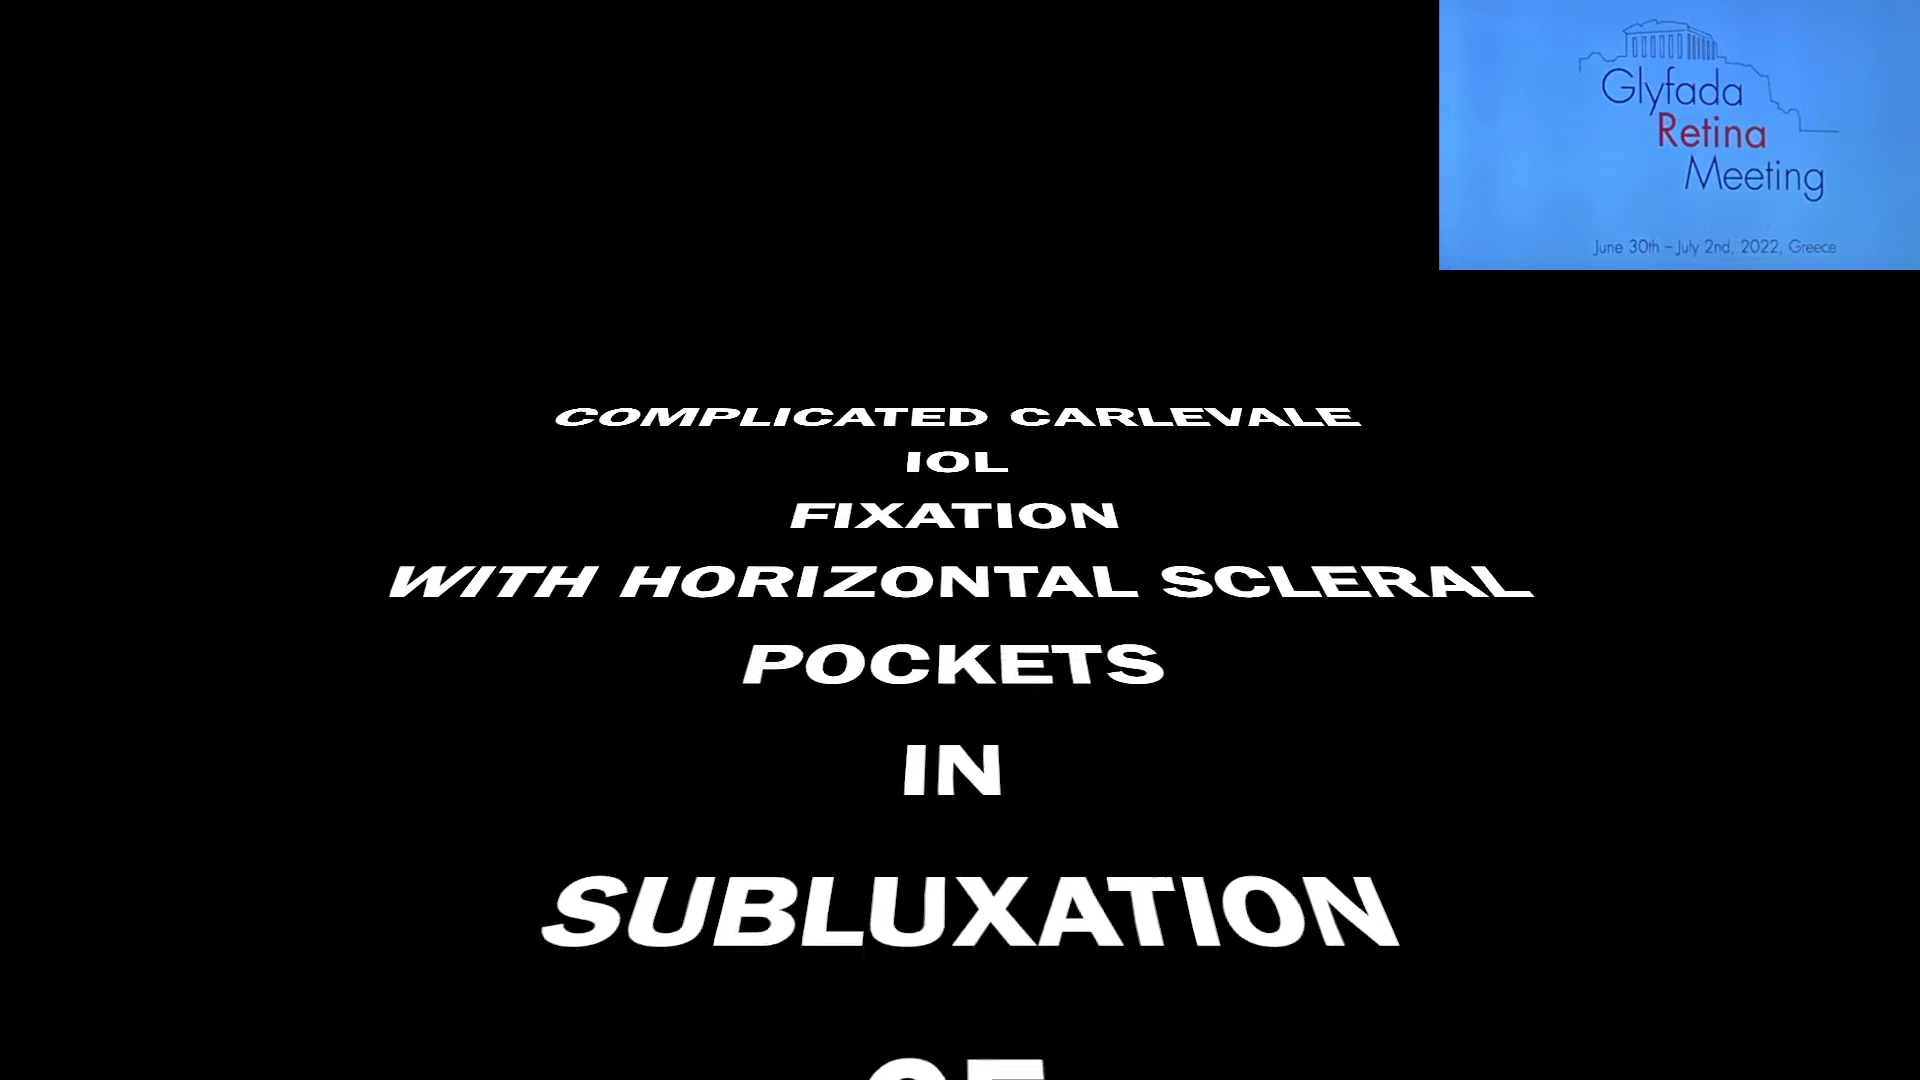 Glyfada
Retina
Meeting
June 30th – July 2nd, 2022, Greece
COMPLICATED CARLEVALE
IOL
FIXATION
WITH HORIZONTAL SCLERAL
POCKETS
IN
SUBLUXATION
OF